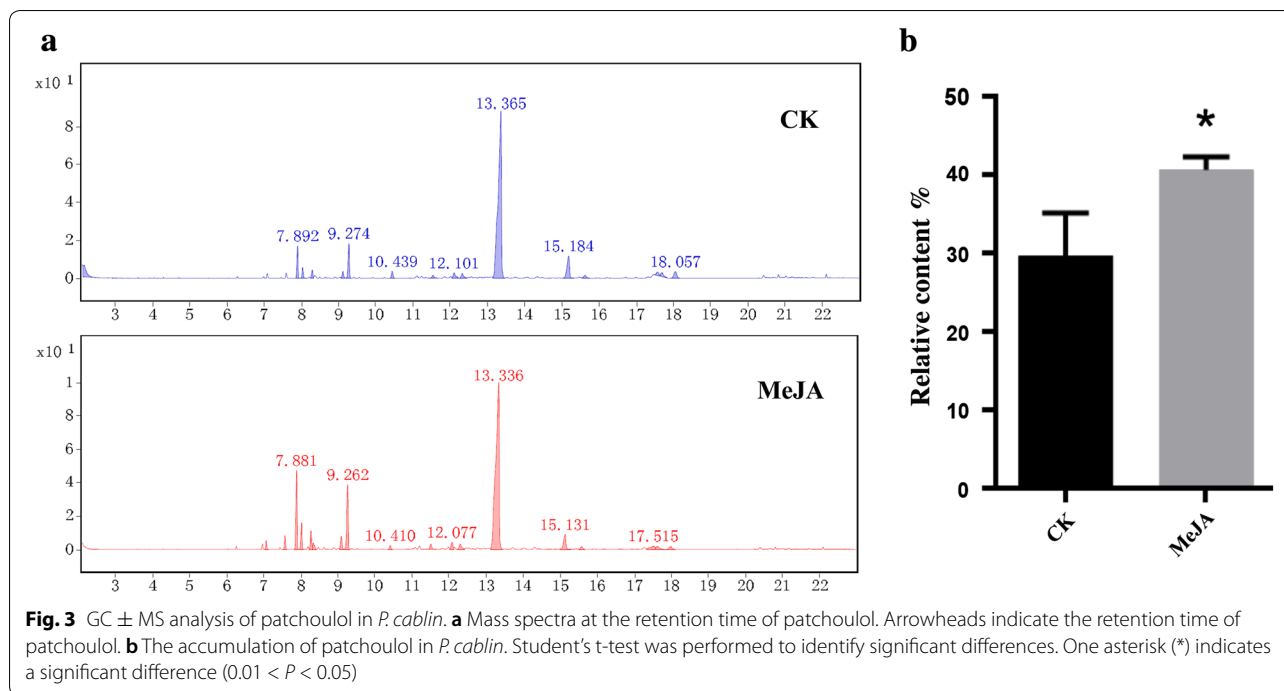 a
x10 1
8
6
4
2
0
7.892
9.274
10.439
12.101
13.365
15.184
18.057
CK
3 4 5 6 7 8 9 10 11 12 13 14 15 16 17 18 19 20 21 22
x10 1
1
8
6
4
2
0
7.881
9.262
10.410
12.077
13.336
15.131
17.515
MeJA
3 4 5 6 7 8 9 10 11 12 13 14 15 16 17 18 19 20 21 22
b
Relative content %
50
40
30
20
10
0
*
CK
MeJA
Fig. 3 GC ± MS analysis of patchoulol in P. cablin. a Mass spectra at the retention time of patchoulol. Arrowheads indicate the retention time of
patchoulol. b The accumulation of patchoulol in P. cablin. Student’s t-test was performed to identify significant differences. One asterisk (*) indicates
a significant difference (0.01 < P < 0.05)